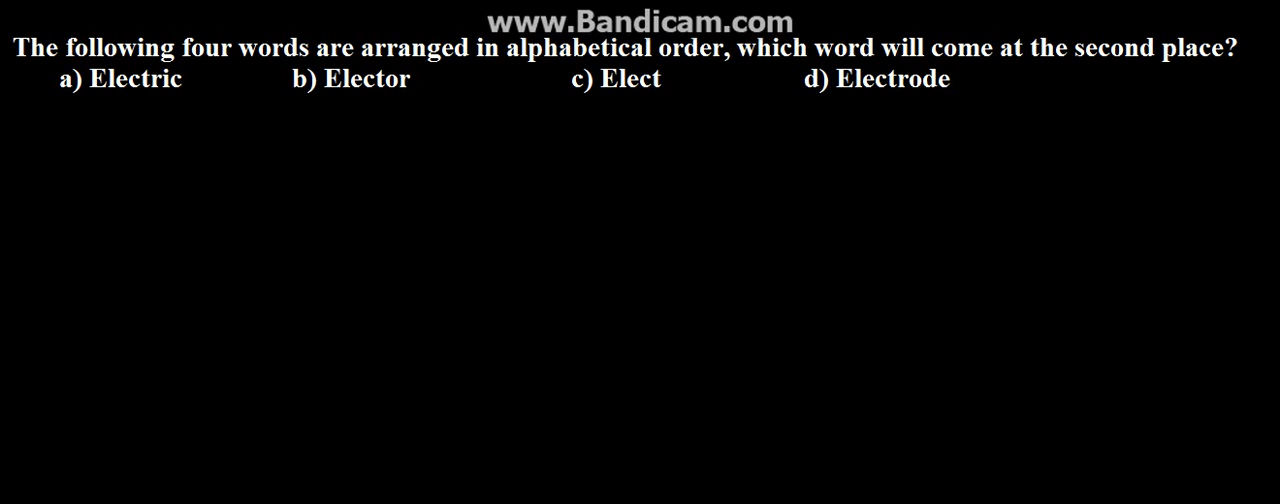 www.Bandicam.com
The following four words are arranged in alphabetical order, which word will come at the second place?
a) Electric b) Elector c) Elect d) Electrode